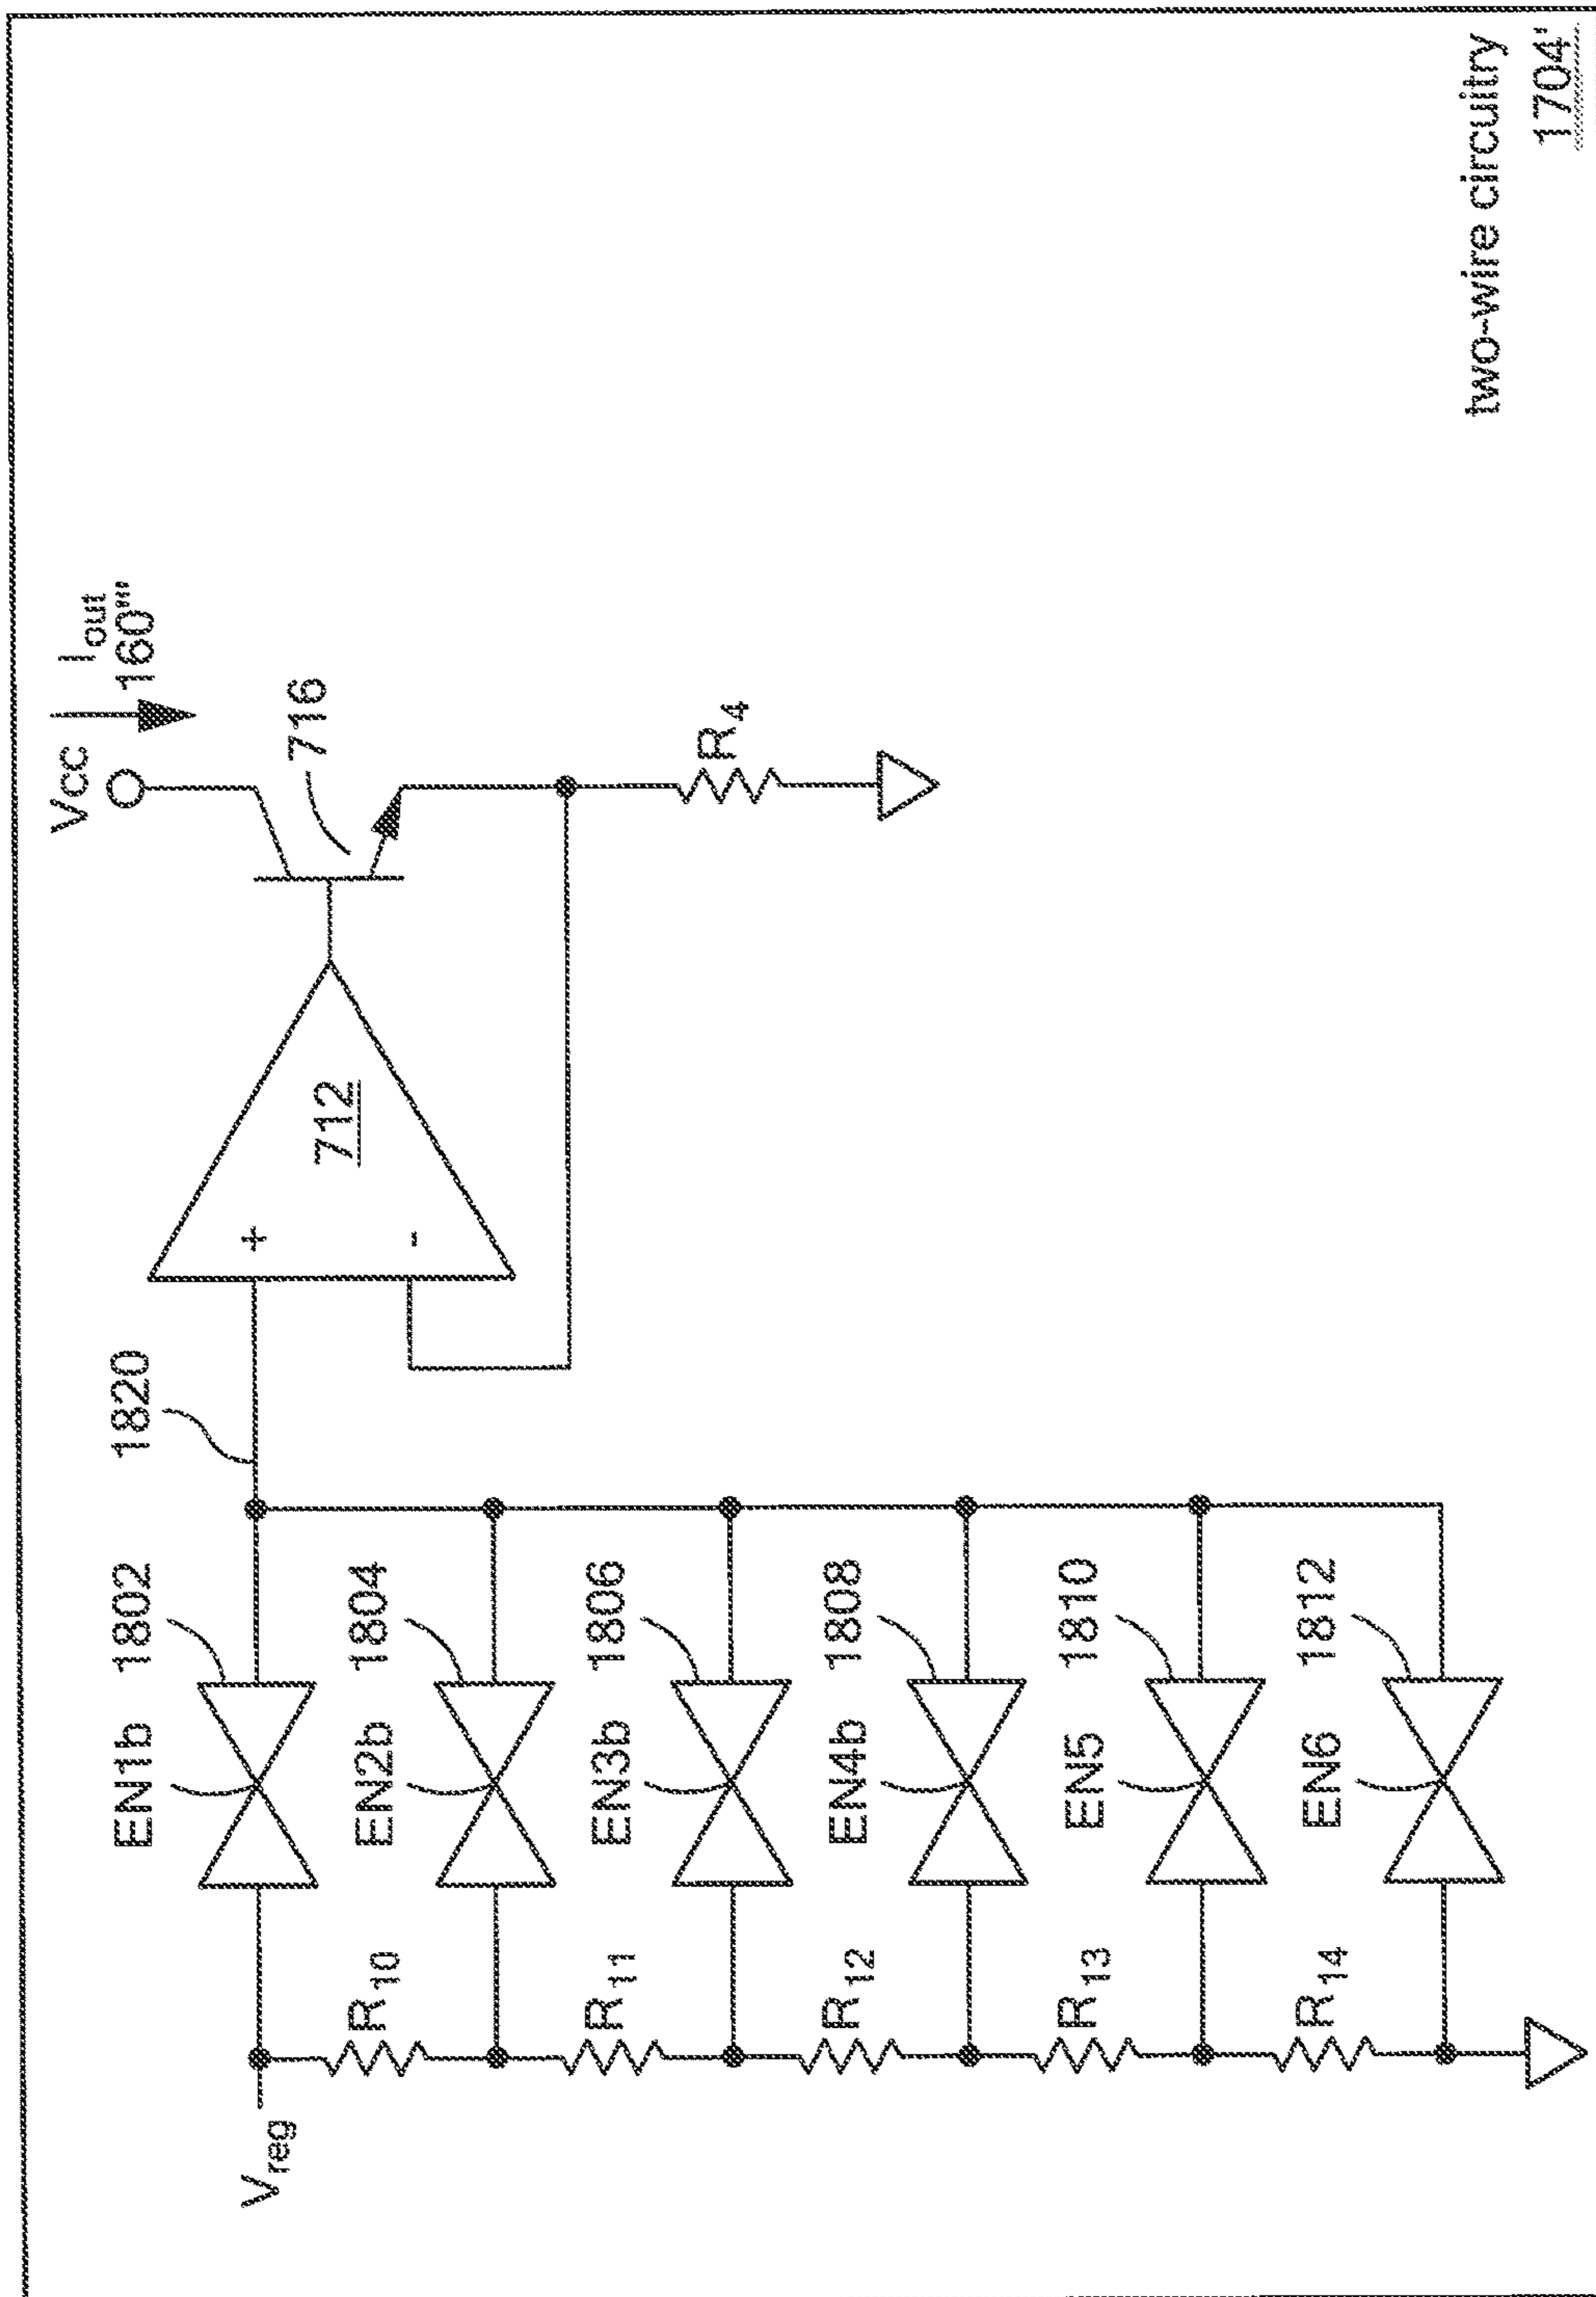 Vcc
I out
160'''
716
R4
712
+
-
1820
EN1b 1802
EN2b 1804
EN3b 1806
EN4b 1808
EN5 1810
EN6 1812
Vreg
R10
R11
R12
R13
R14
two-wire circuitry
1704'